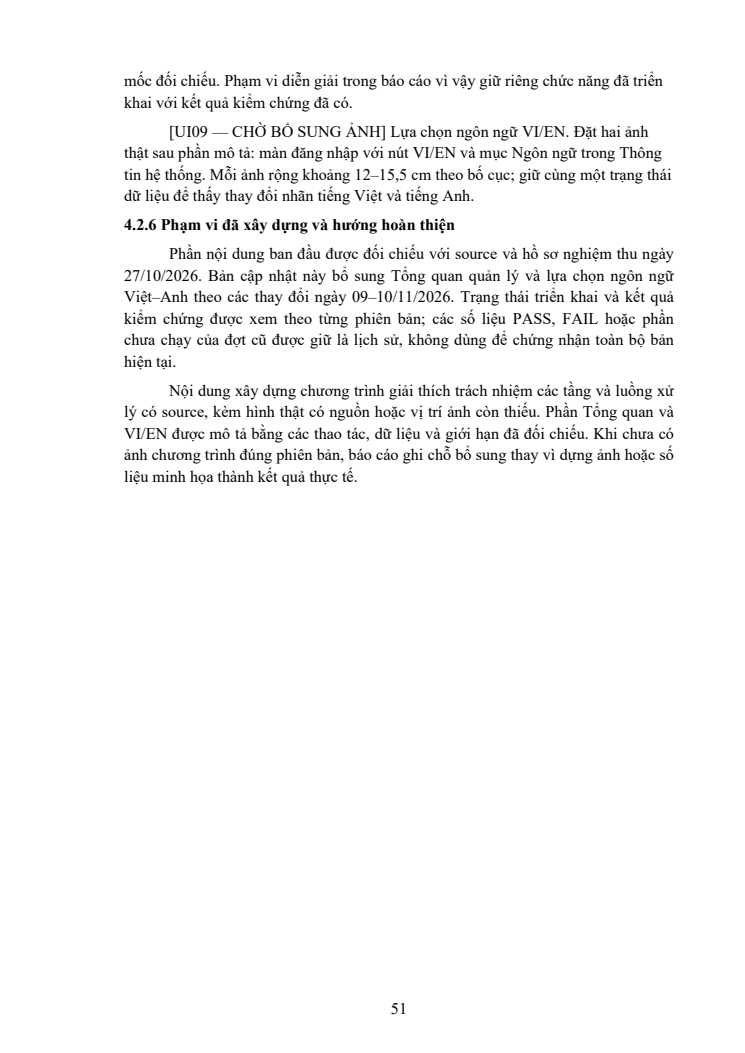 mốc đối chiếu. Phạm vi diễn giải trong báo cáo vì vậy giữ riêng chức năng đã triển
khai với kết quả kiểm chứng đã có.
[UI09 — CHỜ BỔ SUNG ẢNH] Lựa chọn ngôn ngữ VI/EN. Đặt hai ảnh
thật sau phần mô tả: màn đăng nhập với nút VI/EN và mục Ngôn ngữ trong Thông
tin hệ thống. Mỗi ảnh rộng khoảng 12–15,5 cm theo bố cục; giữ cùng một trạng thái
dữ liệu để thấy thay đổi nhãn tiếng Việt và tiếng Anh.
4.2.6 Phạm vi đã xây dựng và hướng hoàn thiện
Phần nội dung ban đầu được đối chiếu với source và hồ sơ nghiệm thu ngày
27/10/2026. Bản cập nhật này bổ sung Tổng quan quản lý và lựa chọn ngôn ngữ
Việt–Anh theo các thay đổi ngày 09–10/11/2026. Trạng thái triển khai và kết quả
kiểm chứng được xem theo từng phiên bản; các số liệu PASS, FAIL hoặc phần
chưa chạy của đợt cũ được giữ là lịch sử, không dùng để chứng nhận toàn bộ bản
hiện tại.
Nội dung xây dựng chương trình giải thích trách nhiệm các tầng và luồng xử
lý có source, kèm hình thật có nguồn hoặc vị trí ảnh còn thiếu. Phần Tổng quan và
VI/EN được mô tả bằng các thao tác, dữ liệu và giới hạn đã đối chiếu. Khi chưa có
ảnh chương trình đúng phiên bản, báo cáo ghi chỗ bổ sung thay vì dựng ảnh hoặc số
liệu minh họa thành kết quả thực tế.
51